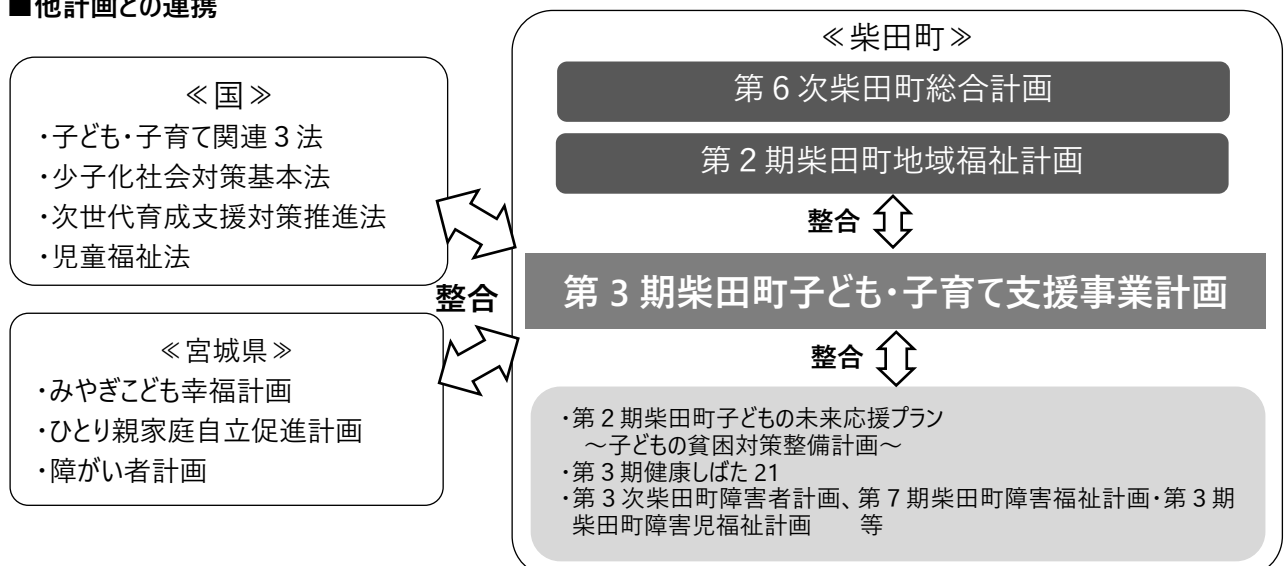 ■他計画との連携
≪国≫
・子ども・子育て関連３法
・少子化社会対策基本法
・次世代育成支援対策推進法
・児童福祉法
整合
≪宮城県≫
・みやぎこども幸福計画
・ひとり親家庭自立促進計画
・障がい者計画
≪柴田町≫
第６次柴田町総合計画
第２期柴田町地域福祉計画
整合
第３期柴田町子ども・子育て支援事業計画
整合
・第２期柴田町子どもの未来応援プラン
～子どもの貧困対策整備計画～
・第３期健康しばた 21
・第３次柴田町障害者計画、第７期柴田町障害福祉計画・第３期
柴田町障害児福祉計画　　等